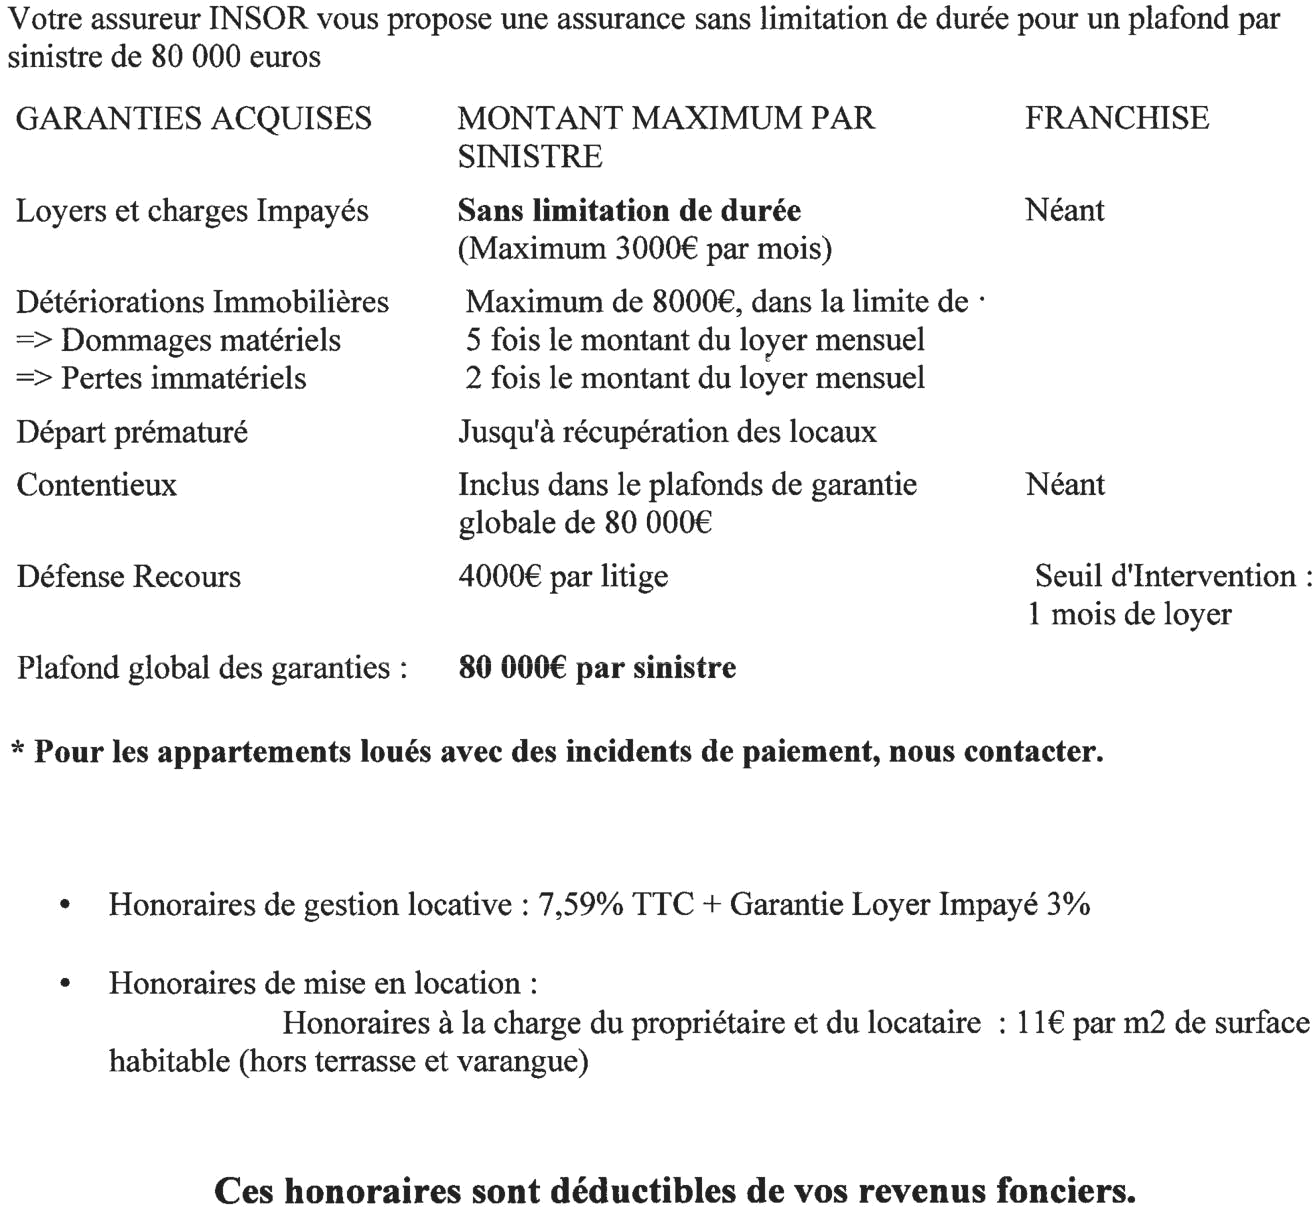 Votre assureur INSOR vous propose une assurance sans limitation de durée pour un plafond par
sinistre de 80 000 euros
GARANTIES ACQUISES MONTANT MAXIMUM PAR SINISTRE FRANCHISE
Loyers et charges Impayés Sans limitation de durée Néant
(Maximum 3000€ par mois)
Détériorations Immobilières Maximum de 8000€, dans la limite de
=> Dommages matériels 5 fois le montant du loyer mensuel
=> Pertes immatériels 2 fois le montant du loyer mensuel
Départ prématuré Jusqu'à récupération des locaux
Contentieux Inclus dans le plafonds de garantie Néant
globale de 80 000€
Défense Recours 4000€ par litige Seuil d'Intervention :
1 mois de loyer
Plafond global des garanties : 80 000€ par sinistre
* Pour les appartements loués avec des incidents de paiement, nous contacter.
• Honoraires de gestion locative : 7,59% TTC + Garantie Loyer Impayé 3%
• Honoraires de mise en location :
Honoraires à la charge du propriétaire et du locataire : 11€ par m2 de surface
habitable (hors terrasse et varangue)
Ces honoraires sont déductibles de vos revenus fonciers.